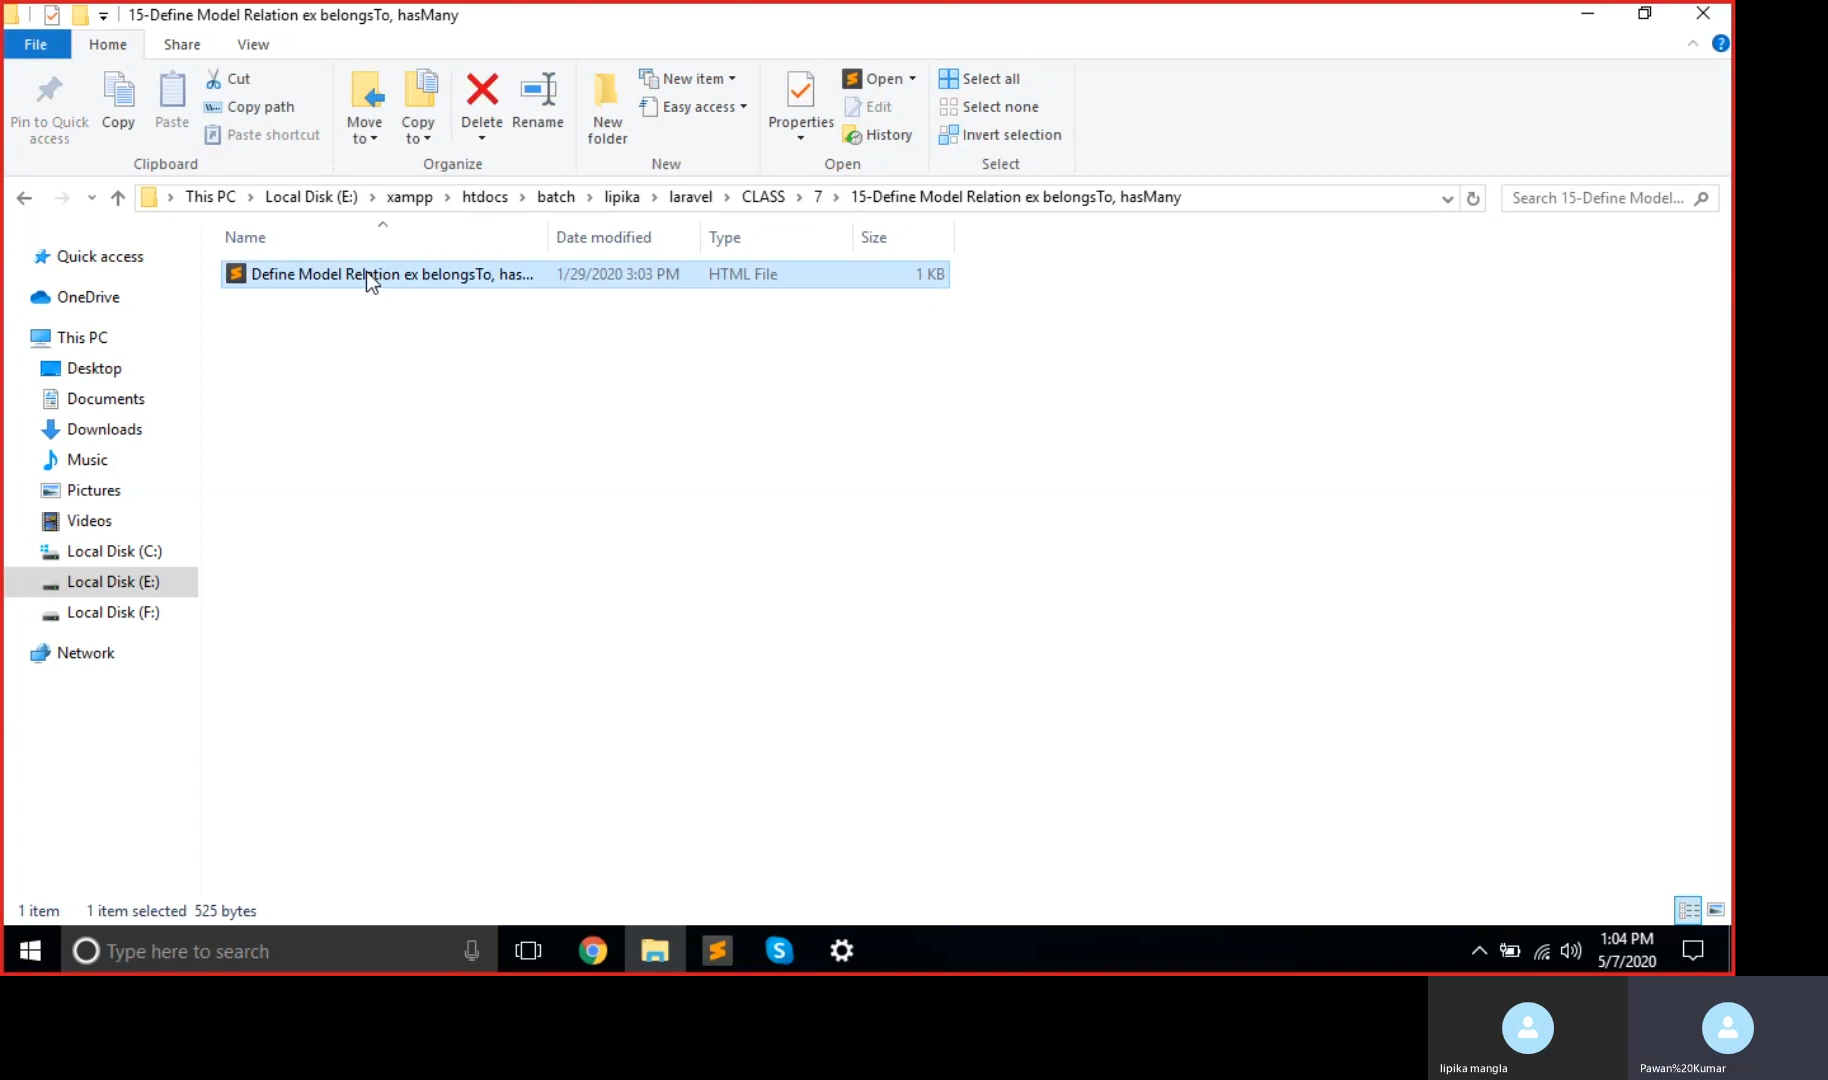 15-Define Model Relation ex belongsTo, hasMany
File Home Share View
Pin to Quick access
Copy
Paste
Cut
Copy path
Paste shortcut
Clipboard
Move to
Copy to
Delete
Rename
Organize
New folder
New item
Easy access
New
Properties
Open
Edit
History
Open
Select all
Select none
Invert selection
Select
This PC > Local Disk (E:) > xampp > htdocs > batch > lipika > laravel > CLASS > 7 > 15-Define Model Relation ex belongsTo, hasMany
Search 15-Define Model...
Name Date modified Type Size
Define Model Relation ex belongsTo, has... 1/29/2020 3:03 PM HTML File 1 KB
Quick access
OneDrive
This PC
Desktop
Documents
Downloads
Music
Pictures
Videos
Local Disk (C:)
Local Disk (E:)
Local Disk (F:)
Network
1 item 1 item selected 525 bytes
Type here to search
1:04 PM
5/7/2020
lipika mangla
Pawan%20Kumar